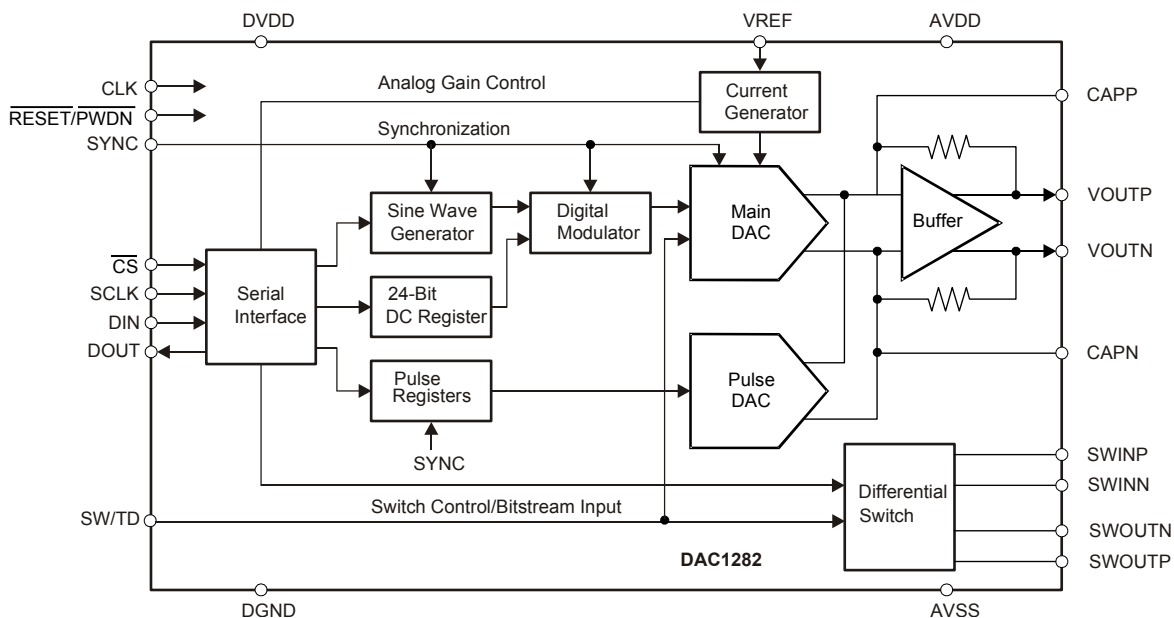 DVDD
VREF
AVDD
CLK
RESET/PWDN
SYNC
Analog Gain Control
Synchronization
Current
Generator
CAPP
Sine Wave
Generator
Digital
Modulator
Main
DAC
Buffer
VOUTP
VOUTN
CS
SCLK
DIN
DOUT
Serial
Interface
24-Bit
DC Register
Pulse
Registers
SYNC
Pulse
DAC
CAPN
SW/TD
Switch Control/Bitstream Input
Differential
Switch
SWINP
SWINN
SWOUTN
SWOUTP
DAC1282
DGND
AVSS